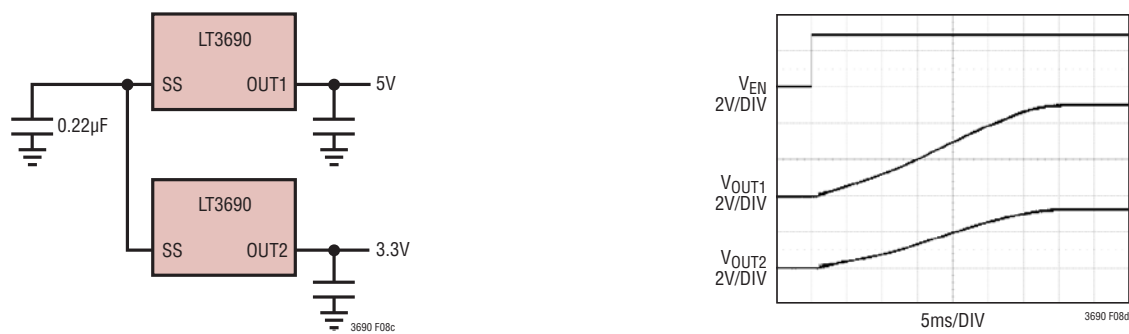 LT3690
SS OUT1
5V
0.22µF
LT3690
SS OUT2
3.3V
3690 F08c
VEN
2V/DIV
VOUT1
2V/DIV
VOUT2
2V/DIV
5ms/DIV
3690 F08d